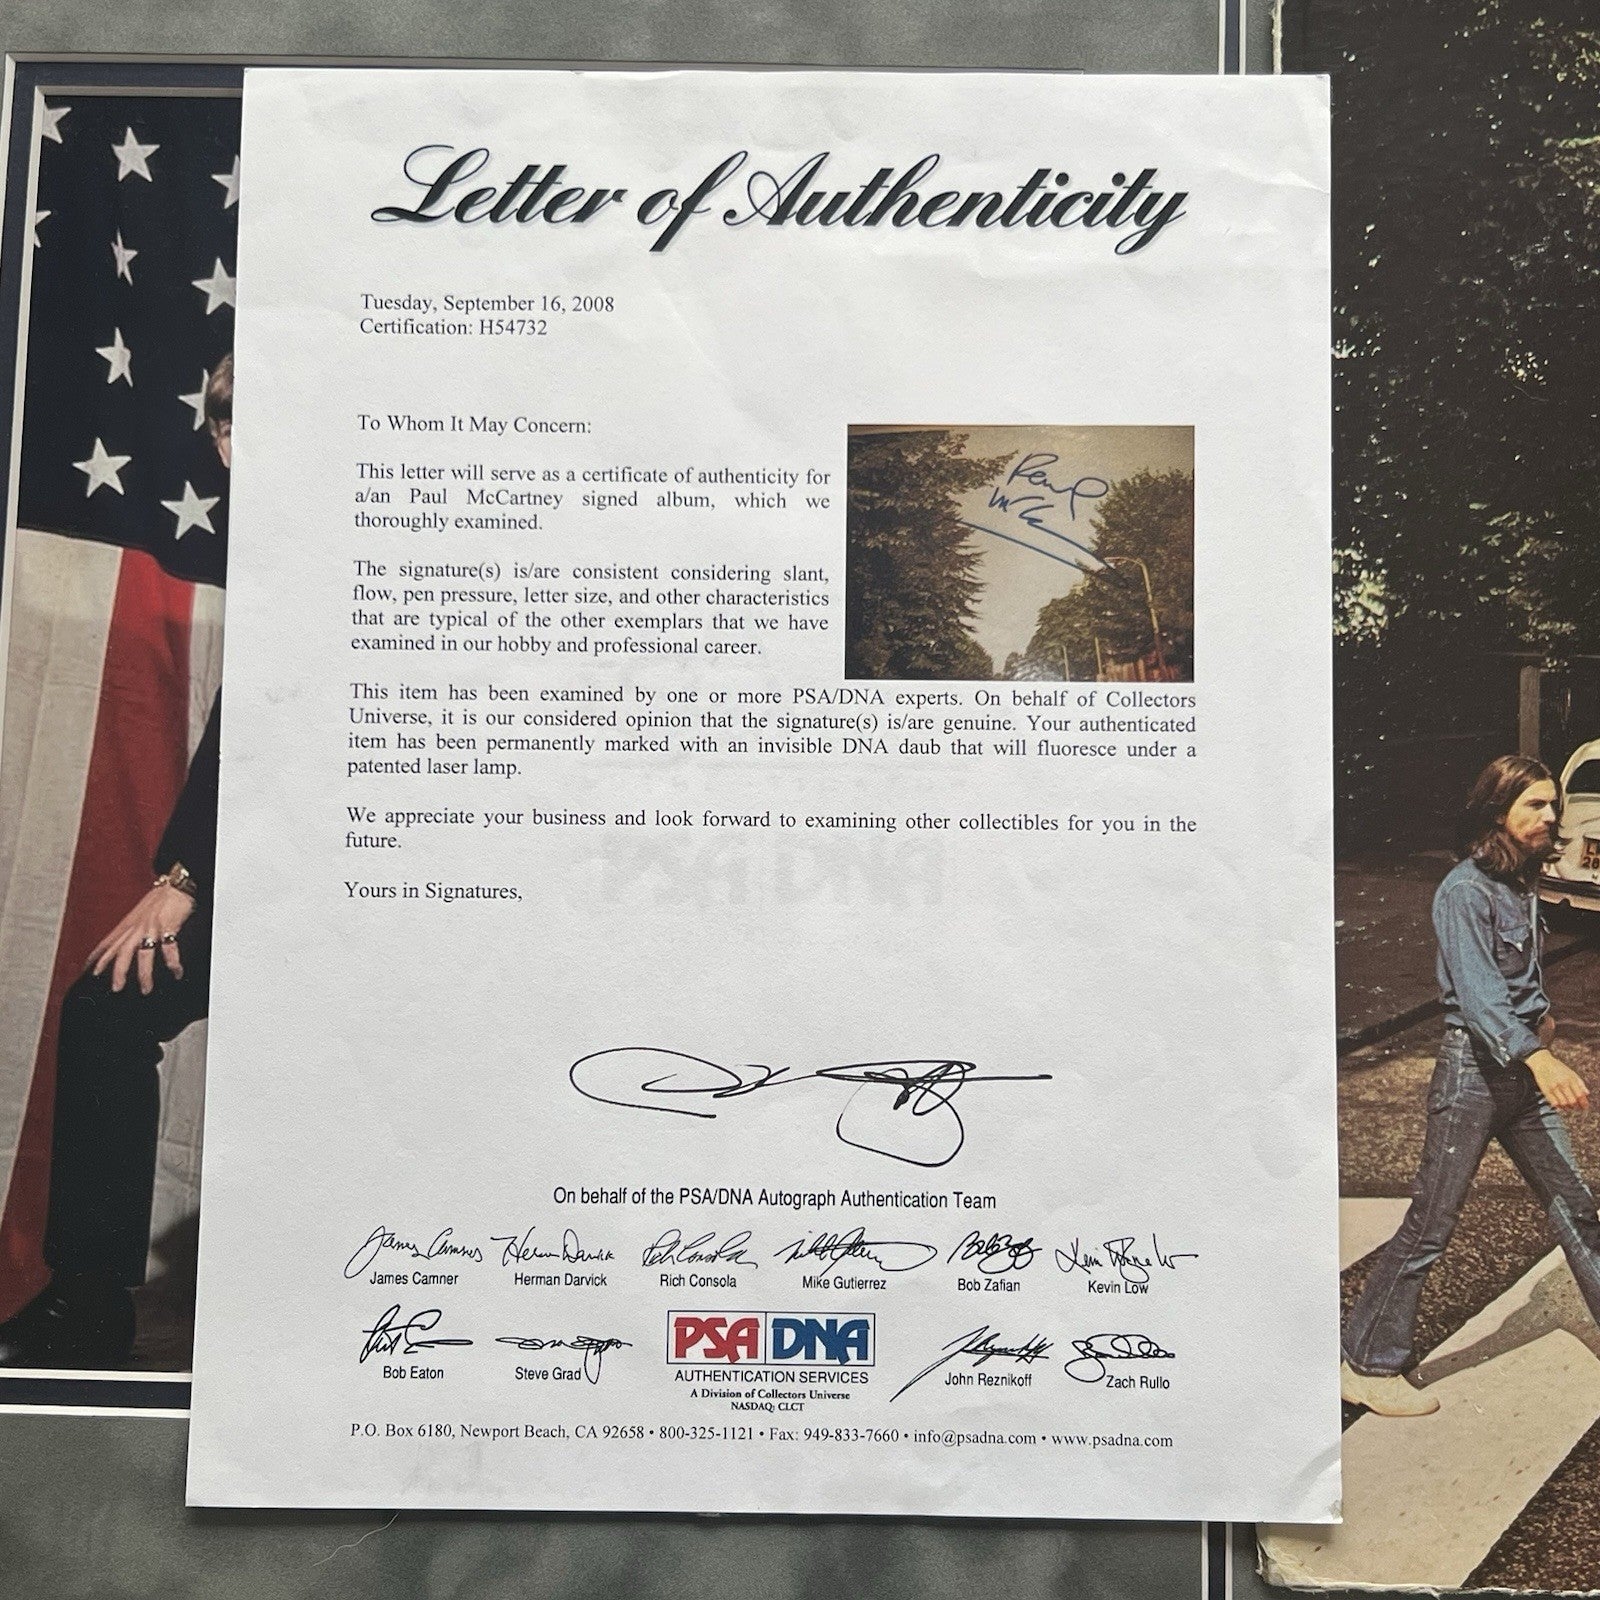 Letter of Authenticity
Tuesday, September 16, 2008
Certification: H54732
To Whom It May Concern:
This letter will serve as a certificate of authenticity for
a/an Paul McCartney signed album, which we
thoroughly examined.
The signature(s) is/are consistent considering slant,
flow, pen pressure, letter size, and other characteristics
that are typical of the other exemplars that we have
examined in our hobby and professional career.
This item has been examined by one or more PSA/DNA experts. On behalf of Collectors
Universe, it is our considered opinion that the signature(s) is/are genuine. Your authenticated
item has been permanently marked with an invisible DNA daub that will fluoresce under a
patented laser lamp.
We appreciate your business and look forward to examining other collectibles for you in the
future.
Yours in Signatures,
On behalf of the PSA/DNA Autograph Authentication Team
James Camner Herman Darvick Rich Consola Mike Gutierrez Bob Zafian Kevin Low
Bob Eaton Steve Grad PSA DNA John Reznikoff Zach Rullo
AUTHENTICATION SERVICES
A Division of Collectors Universe
NASDAQ: CLCT
P.O. Box 6180, Newport Beach, CA 92658 • 800-325-1121 • Fax: 949-833-7660 • info@psadna.com • www.psadna.com